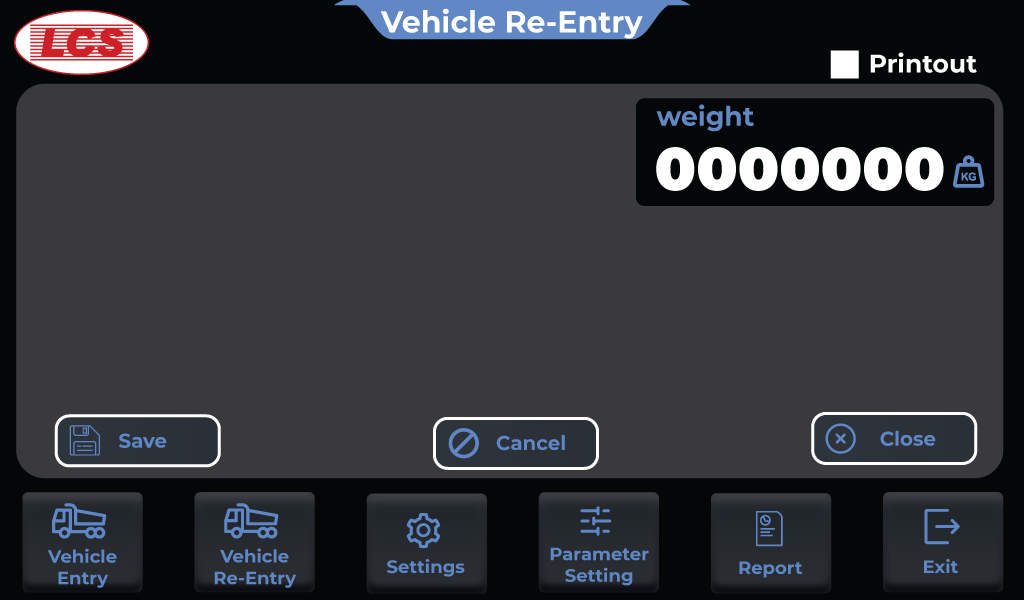 LCS
Vehicle Re-Entry
Printout
weight
0000000
KG
Save
Cancel
Close
Vehicle
Entry
Vehicle
Re-Entry
Settings
Parameter
Setting
Report
Exit